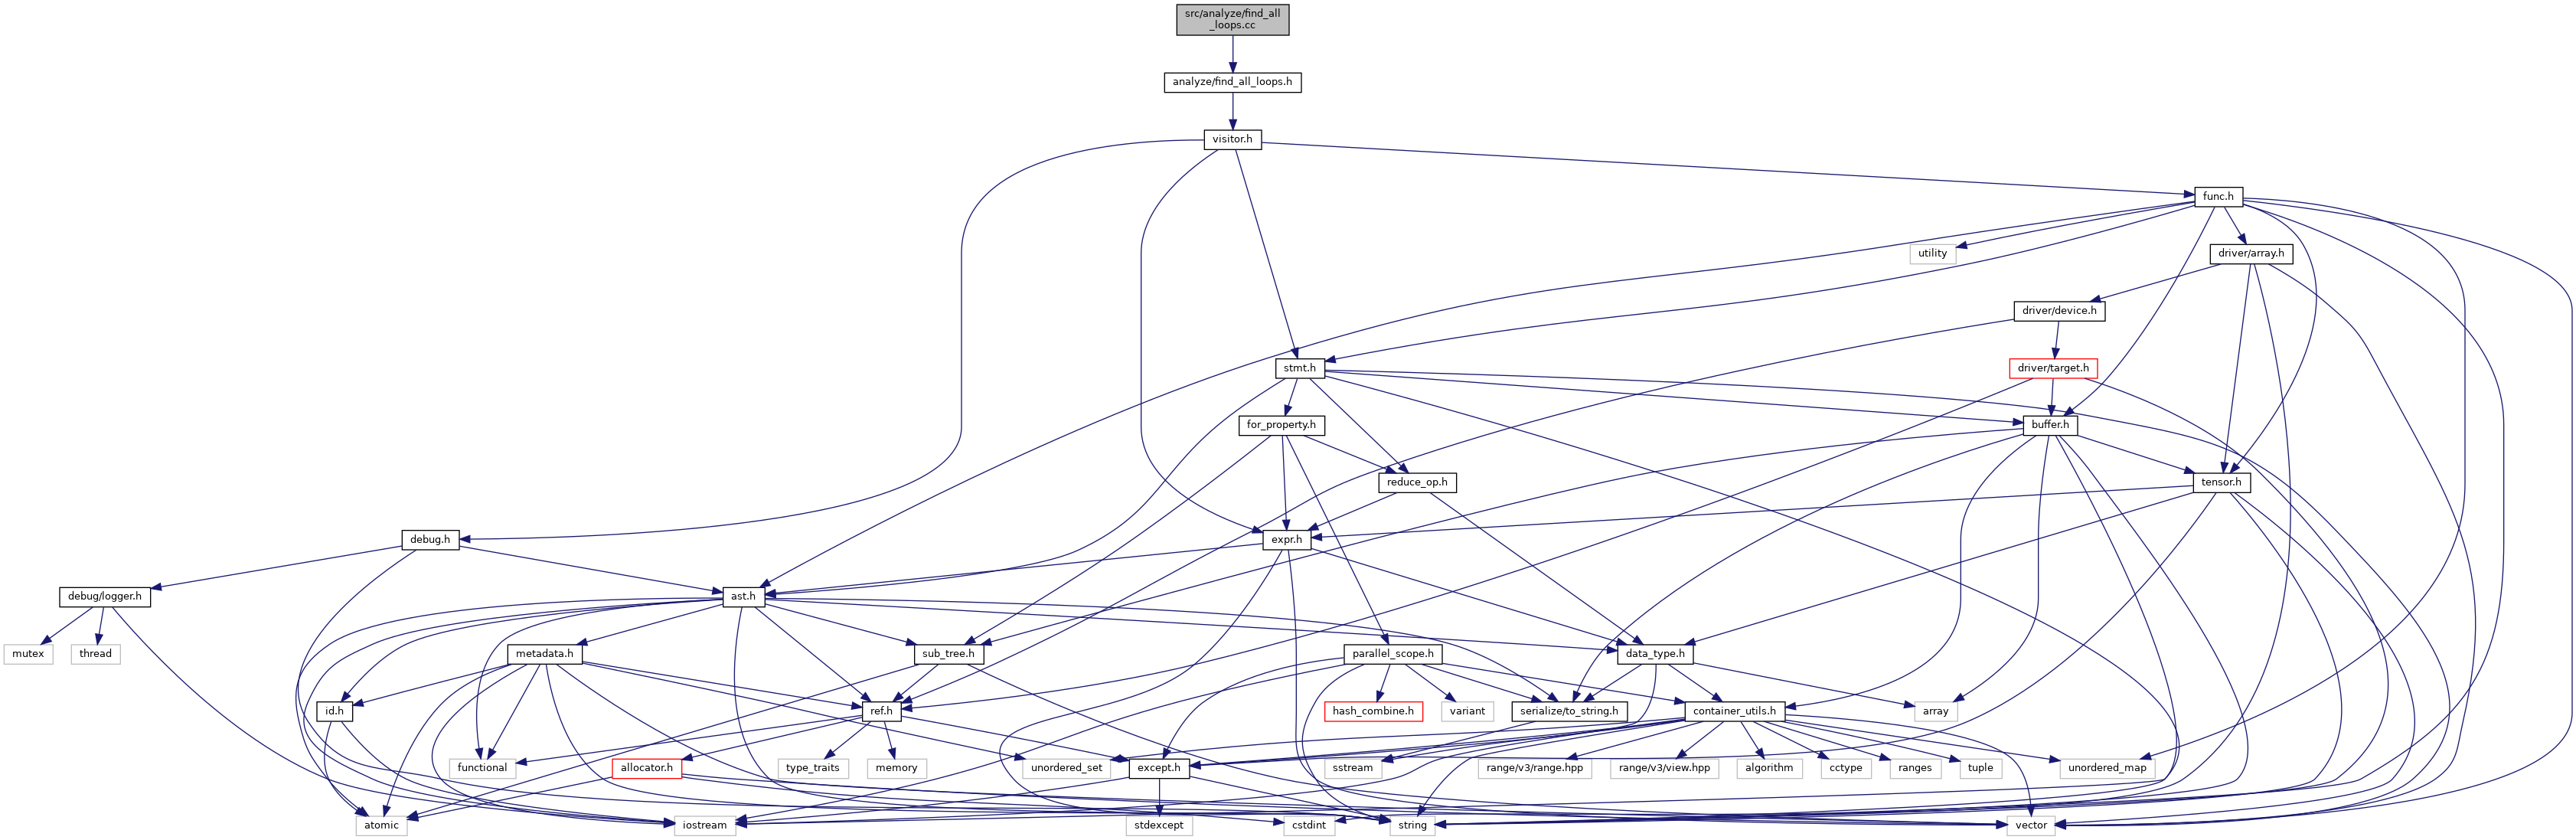 src/analyze/find_all
_loops.cc
analyze/find_all_loops.h
visitor.h
func.h
utility
driver/array.h
driver/device.h
stmt.h
driver/target.h
for_property.h
buffer.h
reduce_op.h
tensor.h
debug.h
expr.h
debug/logger.h
ast.h
mutex
thread
metadata.h
sub_tree.h
parallel_scope.h
data_type.h
id.h
ref.h
hash_combine.h
variant
serialize/to_string.h
container_utils.h
array
functional
allocator.h
type_traits
memory
unordered_set
except.h
sstream
range/v3/range.hpp
range/v3/view.hpp
algorithm
cctype
ranges
tuple
unordered_map
atomic
iostream
stdexcept
cstdint
string
vector